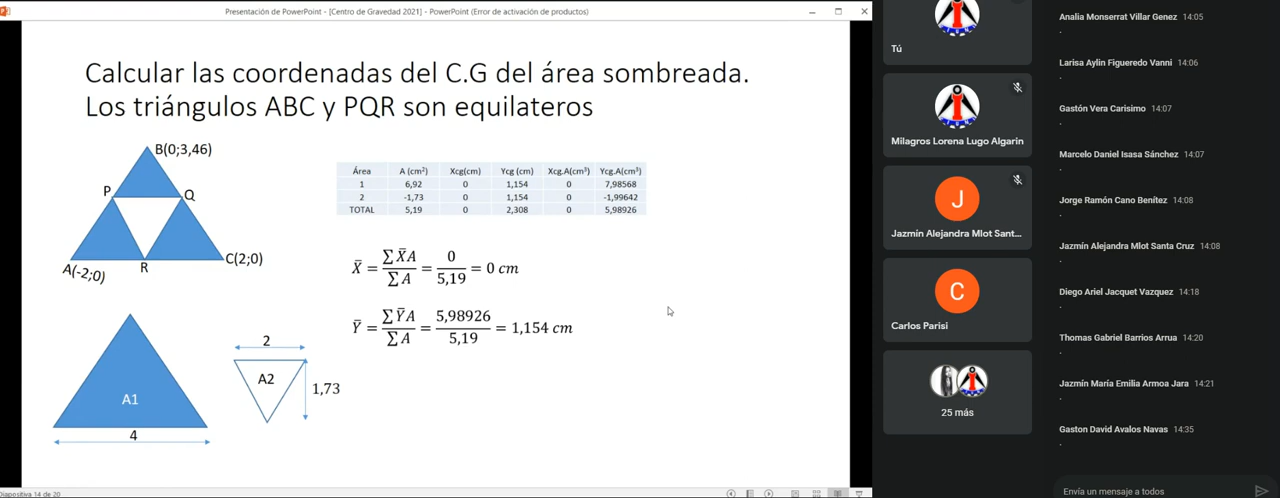 Presentación de PowerPoint - [Centro de Gravedad 2021] - PowerPoint (Error de activación de productos)
Calcular las coordenadas del C.G del área sombreada.
Los triángulos ABC y PQR son equilateros
B(0;3,46)
P
Q
A(-2;0)
R
C(2;0)
Área A (cm²) Xcg(cm) Ycg (cm) Xcg.A(cm³) Ycg.A(cm³)
1 6,92 0 1,154 0 7,98568
2 -1,73 0 1,154 0 -1,99642
TOTAL 5,19 0 2,308 0 5,98926
X̄ = ∑ X̄A / ∑ A = 0 / 5,19 = 0 cm
Ȳ = ∑ ȲA / ∑ A = 5,98926 / 5,19 = 1,154 cm
A1
4
2
A2
1,73
Diapositiva 14 de 20
Tú
Milagros Lorena Lugo Algarin
J
Jazmín Alejandra Mlot Sant...
C
Carlos Parisi
25 más
Analia Monserrat Villar Genez 14:05
.
Larisa Aylin Figueredo Vanni 14:06
.
Gastón Vera Carisimo 14:07
.
Marcelo Daniel Isasa Sánchez 14:07
.
Jorge Ramón Cano Benítez 14:08
.
Jazmín Alejandra Mlot Santa Cruz 14:08
.
Diego Ariel Jacquet Vazquez 14:18
.
Thomas Gabriel Barrios Arrua 14:20
.
Jazmín María Emilia Armoa Jara 14:21
.
Gaston David Avalos Navas 14:35
.
Envía un mensaje a todos